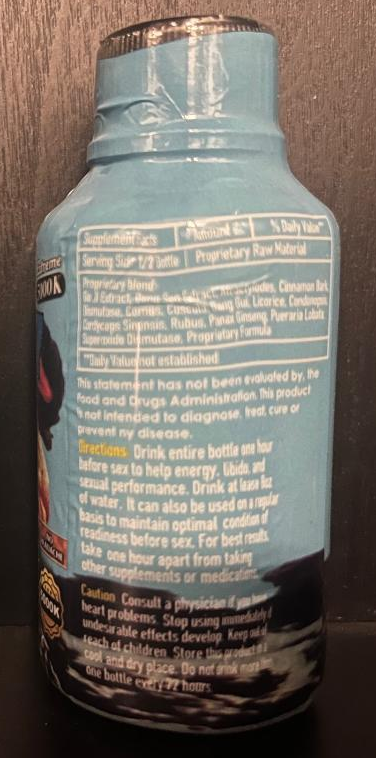 Supplement Facts Amount % Daily Value**
Serving Size 1/2 Bottle Proprietary Raw Material
Proprietary Blend:
Ge Ji Extract, Cinnamon Bark,
Cornus, Dang Gui, Licorice, Condonopsis
Cordyceps Sinensis, Rubus, Panax Ginseng, Pueraria Lobata
Superoxide Dismutase, Proprietary Formula
**Daily Value not established
This statement has not been evaluated by, the
Food and Drugs Administration. This product
is not intended to diagnose, treat, cure or
prevent ny disease.
Directions Drink entire bottle one hour
before sex to help energy, libido, and
sexual performance. Drink at
of water. It can also be used on a regular
basis to maintain optimal condition of
readiness before sex. For best results,
take one hour apart from taking
other supplements or medications.
Caution Consult a physician if you have
heart problems. Stop using immediately if
undesirable effects develop. Keep out of
reach of children. Store this product in a
cool and dry place. Do not drink more than
one bottle every 72 hours.